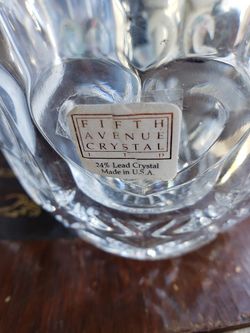 FIFTH
AVENUE
CRYSTAL
LTD
24% Lead Crystal
Made in U.S.A.